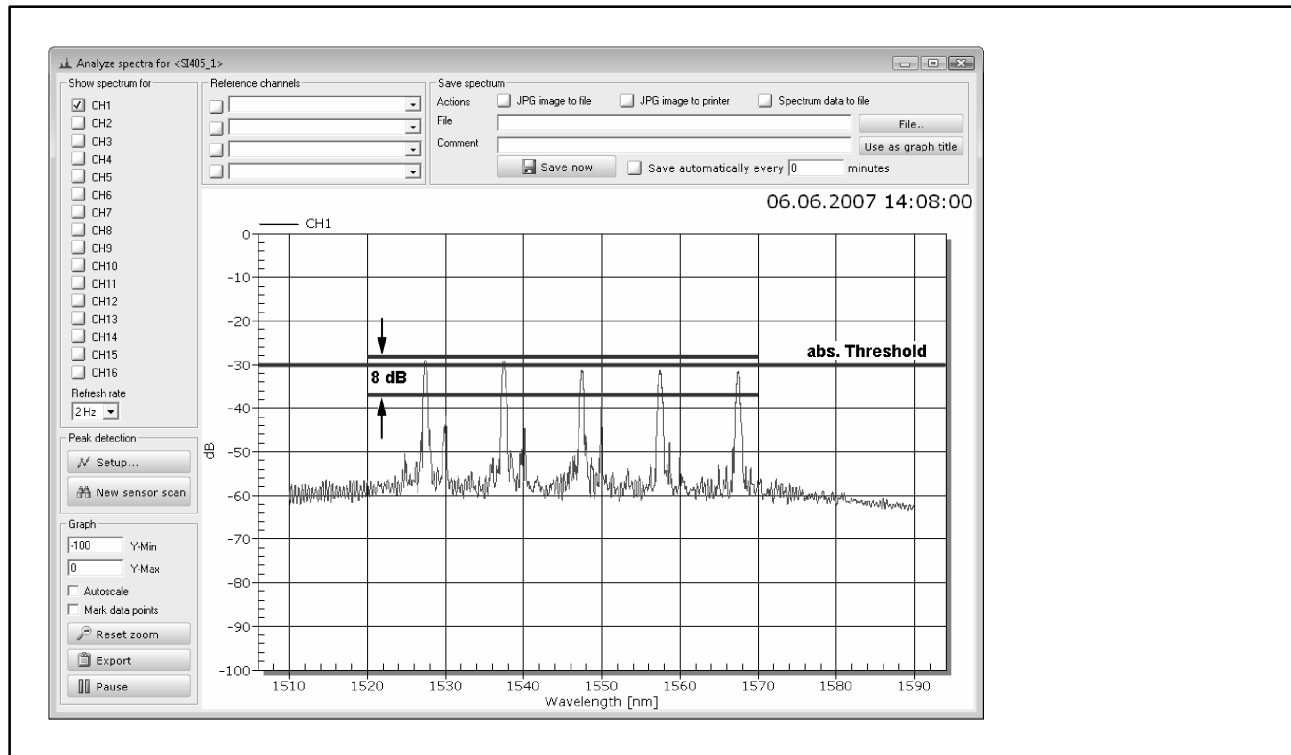 Analyze spectra for <SI405_1>
Show spectrum for
CH1
CH2
CH3
CH4
CH5
CH6
CH7
CH8
CH9
CH10
CH11
CH12
CH13
CH14
CH15
CH16
Refresh rate
2Hz
Peak detection
Setup...
New sensor scan
Graph
-100 Y-Min
0 Y-Max
Autoscale
Mark data points
Reset zoom
Export
Pause
Reference channels
Save spectrum
Actions JPG image to file JPG image to printer Spectrum data to file
File File..
Comment Use as graph title
Save now Save automatically every 0 minutes
06.06.2007 14:08:00
CH1
0
-10
-20
-30
-40
-50
-60
-70
-80
-90
-100
dB
abs. Threshold
8 dB
1510 1520 1530 1540 1550 1560 1570 1580 1590
Wavelength [nm]